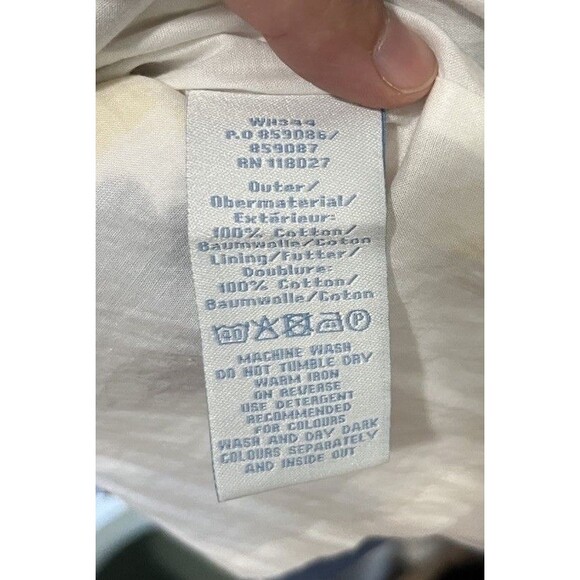 WH344
P.O 859086/
859087
RN 118027
Outer/
Obermaterial/
Extérieur:
100% Cotton/
Baumwolle/Coton
Lining/Futter/
Doublure:
100% Cotton/
Baumwolle/Coton
40 P
MACHINE WASH
DO NOT TUMBLE DRY
WARM IRON
ON REVERSE
USE DETERGENT
RECOMMENDED
FOR COLOURS
WASH AND DRY DARK
COLOURS SEPARATELY
AND INSIDE OUT